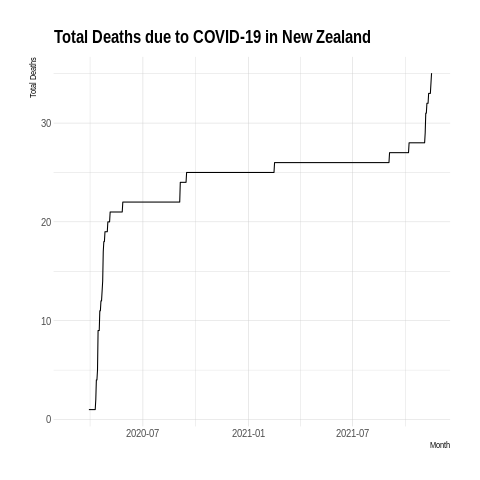 Total Deaths due to COVID-19 in New Zealand
Total Deaths
30
20
10
0
2020-07
2021-01
2021-07
Month